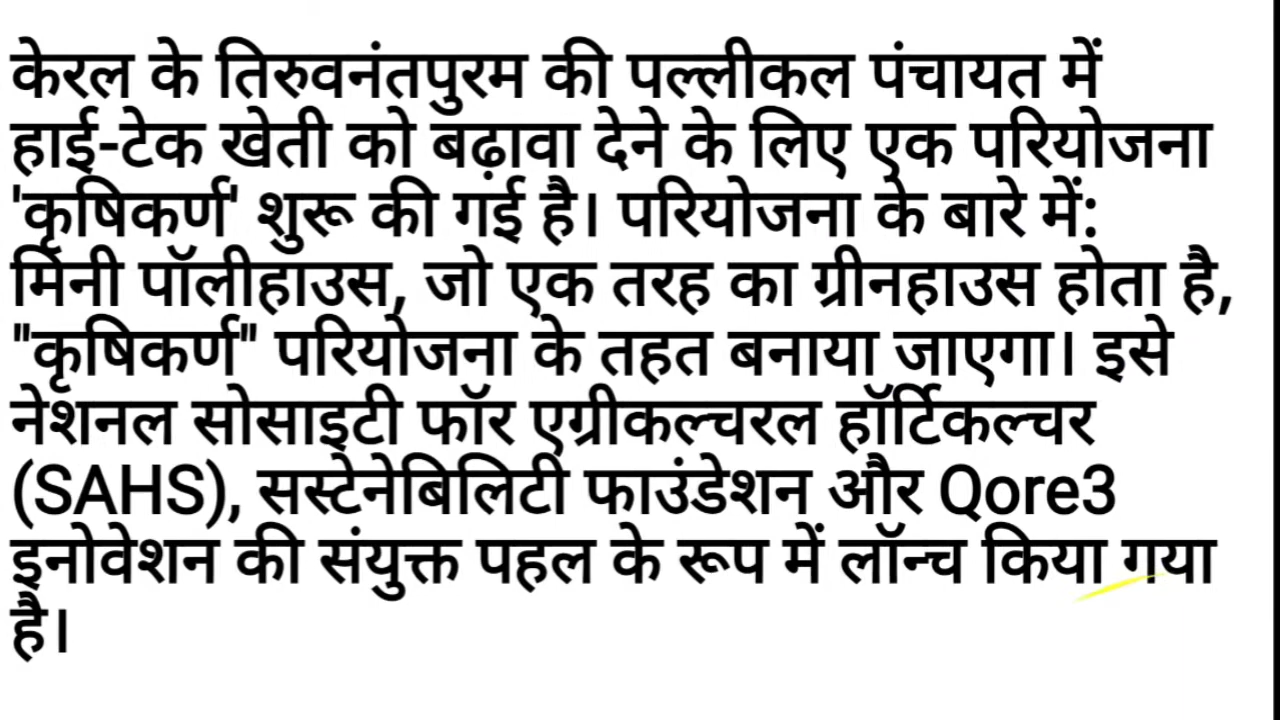 केरल के तिरुवनंतपुरम की पल्लीकल पंचायत में
हाई-टेक खेती को बढ़ावा देने के लिए एक परियोजना
'कृषिकर्ण' शुरू की गई है। परियोजना के बारे में:
मिनी पॉलीहाउस, जो एक तरह का ग्रीनहाउस होता है,
"कृषिकर्ण" परियोजना के तहत बनाया जाएगा। इसे
नेशनल सोसाइटी फॉर एग्रीकल्चरल हॉर्टिकल्चर
(SAHS), सस्टेनेबिलिटी फाउंडेशन और Qore3
इनोवेशन की संयुक्त पहल के रूप में लॉन्च किया गया
है।